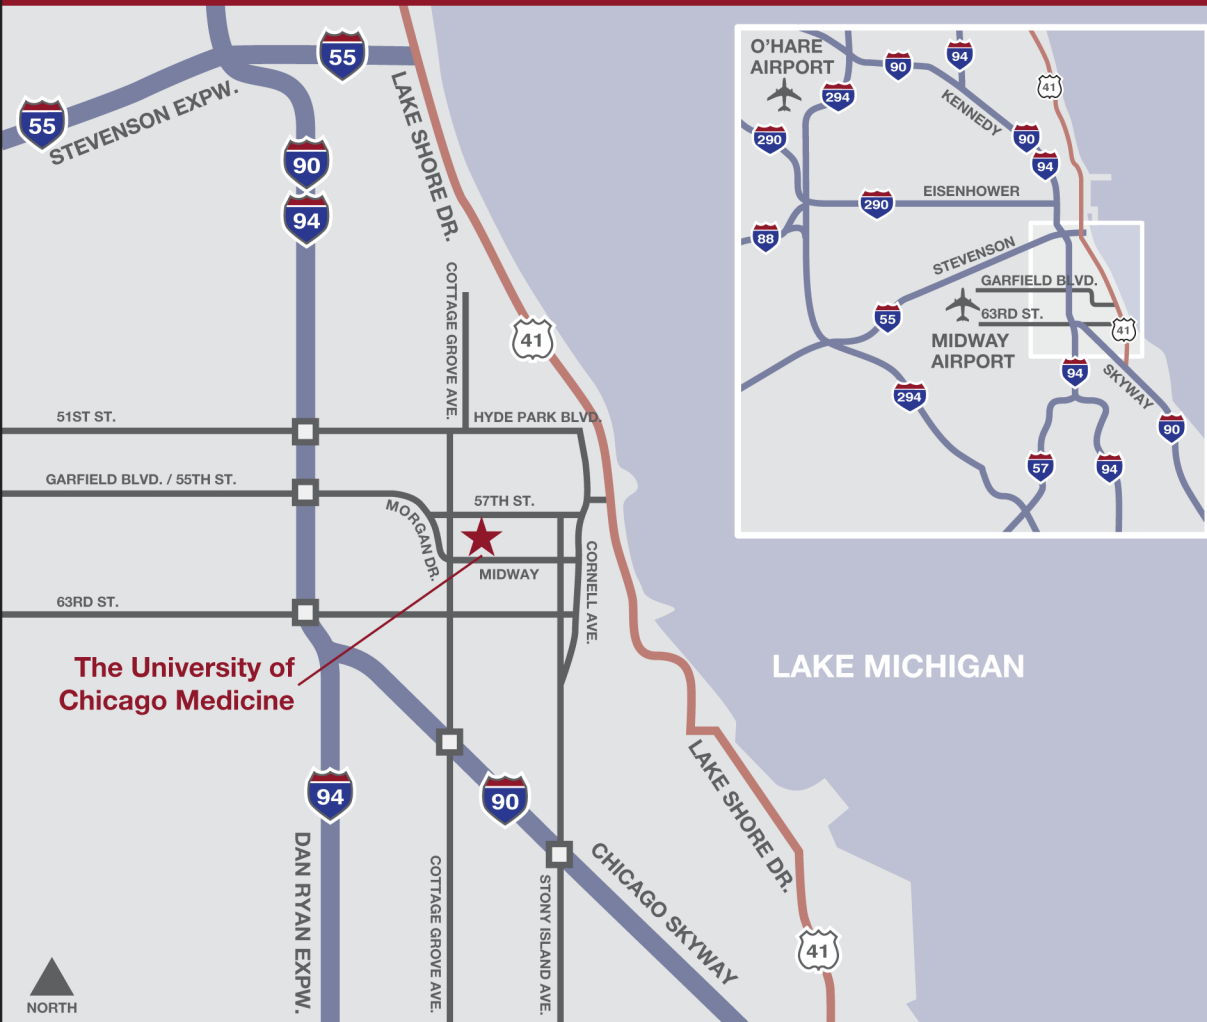 55
55
STEVENSON EXPW.
90
94
LAKE SHORE DR.
COTTAGE GROVE AVE.
41
51ST ST.
HYDE PARK BLVD.
GARFIELD BLVD. / 55TH ST.
57TH ST.
MORGAN DR.
MIDWAY
CORNELL AVE.
63RD ST.
The University of
Chicago Medicine
94
90
DAN RYAN EXPW.
COTTAGE GROVE AVE.
STONY ISLAND AVE.
CHICAGO SKYWAY
LAKE SHORE DR.
41
NORTH
LAKE MICHIGAN
O'HARE
AIRPORT
294
90
94
41
KENNEDY
290
90
94
EISENHOWER
290
88
STEVENSON
GARFIELD BLVD.
55
63RD ST.
41
MIDWAY
AIRPORT
94
SKYWAY
294
90
57
94